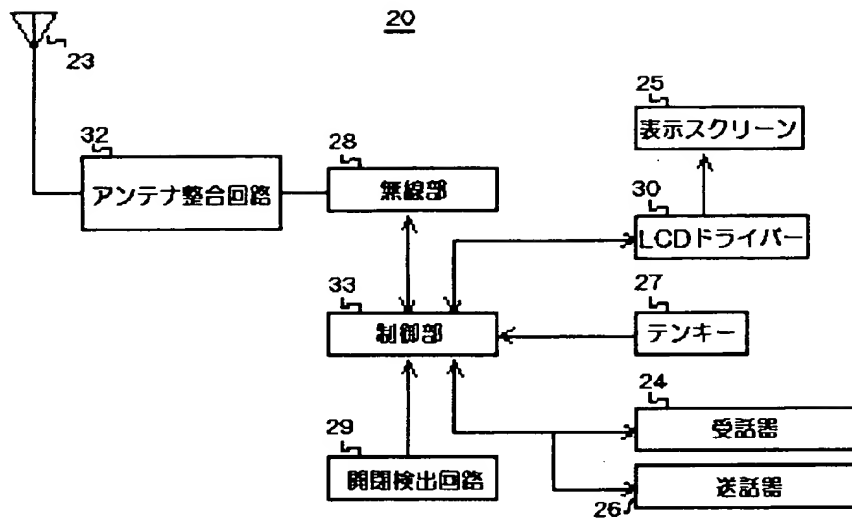 20
23
25
表示スクリーン
32
アンテナ整合回路
28
無線部
30
LCDドライバー
33
制御部
27
テンキー
24
受話器
29
開閉検出回路
送話器
26